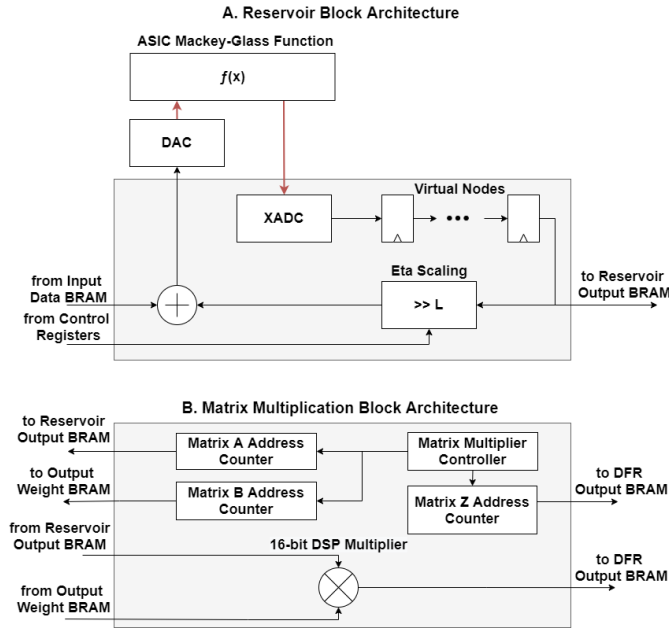 A. Reservoir Block Architecture
ASIC Mackey-Glass Function
ƒ(x)
DAC
Virtual Nodes
XADC
•••
Eta Scaling
from Input
Data BRAM
>> L
to Reservoir
Output BRAM
from Control
Registers
B. Matrix Multiplication Block Architecture
to Reservoir
Output BRAM
Matrix A Address
Counter
Matrix Multiplier
Controller
to Output
Weight BRAM
Matrix B Address
Counter
Matrix Z Address
Counter
to DFR
Output BRAM
from Reservoir
Output BRAM
16-bit DSP Multiplier
to DFR
Output BRAM
from Output
Weight BRAM